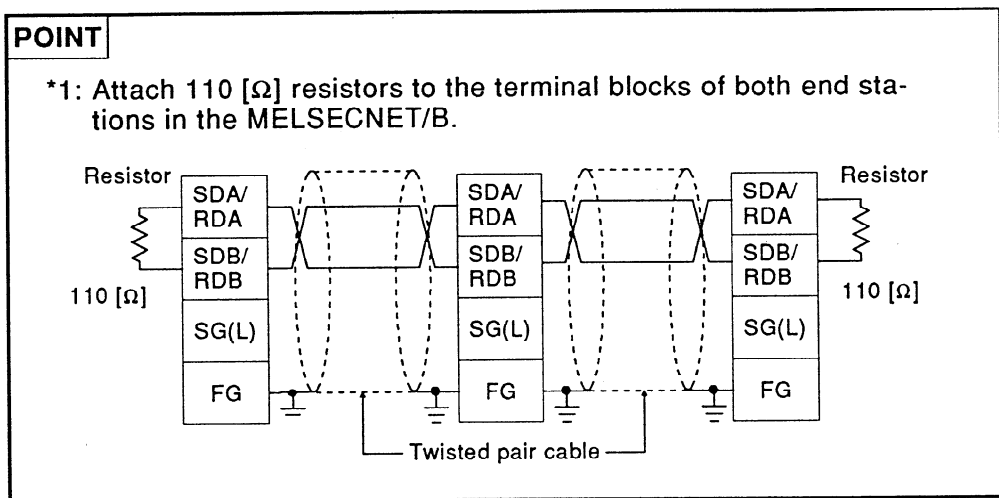 POINT
*1: Attach 110 [Ω] resistors to the terminal blocks of both end sta-
tions in the MELSECNET/B.
Resistor
SDA/
RDA
SDB/
RDB
SG(L)
FG
110 [Ω]
SDA/
RDA
SDB/
RDB
SG(L)
FG
SDA/
RDA
SDB/
RDB
SG(L)
FG
Resistor
110 [Ω]
Twisted pair cable